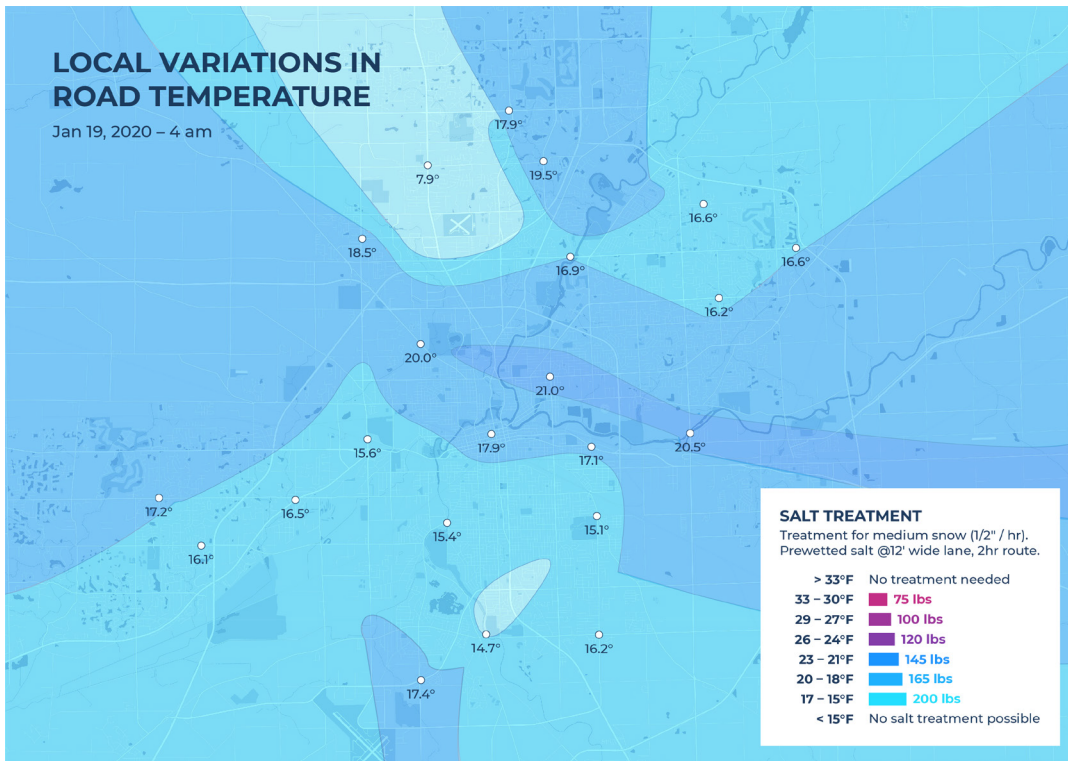 LOCAL VARIATIONS IN
ROAD TEMPERATURE
Jan 19, 2020 – 4 am
17.9°
7.9°
19.5°
16.6°
18.5°
16.9°
16.6°
16.2°
20.0°
21.0°
15.6°
17.9°
17.1°
20.5°
17.2°
16.5°
15.4°
15.1°
16.1°
14.7°
16.2°
17.4°
SALT TREATMENT
Treatment for medium snow (1/2" / hr).
Prewetted salt @12' wide lane, 2hr route.
> 33°F No treatment needed
33 – 30°F 75 lbs
29 – 27°F 100 lbs
26 – 24°F 120 lbs
23 – 21°F 145 lbs
20 – 18°F 165 lbs
17 – 15°F 200 lbs
< 15°F No salt treatment possible